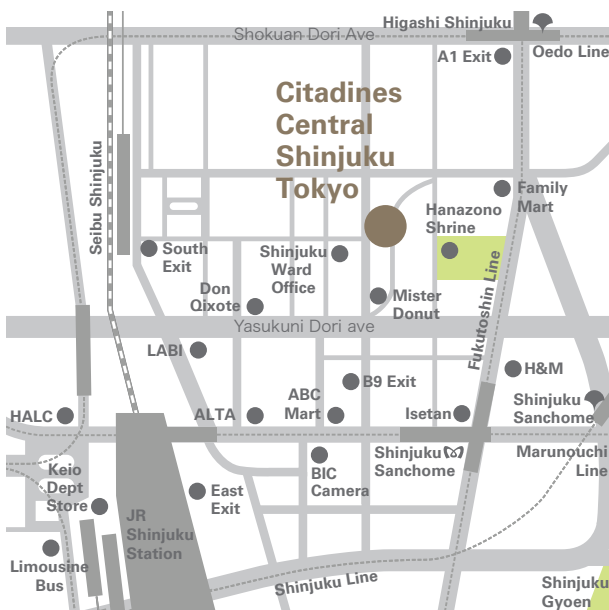 Higashi Shinjuku
Shokuan Dori Ave
A1 Exit
Oedo Line
Citadines
Central
Shinjuku
Tokyo
Seibu Shinjuku
Family
Mart
Hanazono
Shrine
South
Exit
Shinjuku
Ward
Office
Don
Qixote
Mister
Donut
Fukutoshin Line
Yasukuni Dori ave
LABI
B9 Exit
H&M
HALC
ALTA
ABC
Mart
Isetan
Shinjuku
Sanchome
BIC
Camera
Shinjuku
Sanchome
Marunouchi
Line
Keio
Dept
Store
East
Exit
JR
Shinjuku
Station
Limousine
Bus
Shinjuku Line
Shinjuku
Gyoen